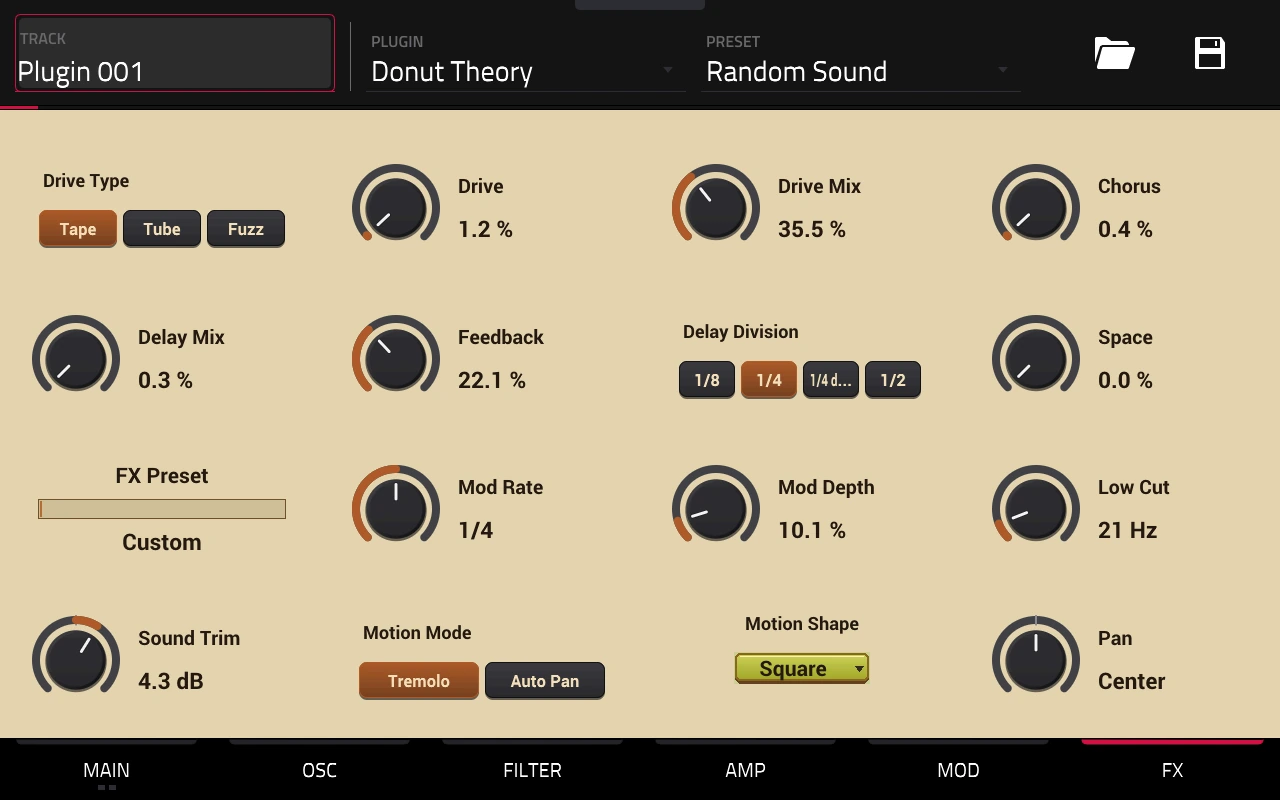 TRACK
Plugin 001
PLUGIN
Donut Theory
PRESET
Random Sound
Drive Type
Tape
Tube
Fuzz
Drive
1.2 %
Drive Mix
35.5 %
Chorus
0.4 %
Delay Mix
0.3 %
Feedback
22.1 %
Delay Division
1/8
1/4
1/4 d...
1/2
Space
0.0 %
FX Preset
Custom
Mod Rate
1/4
Mod Depth
10.1 %
Low Cut
21 Hz
Sound Trim
4.3 dB
Motion Mode
Tremolo
Auto Pan
Motion Shape
Square
Pan
Center
MAIN
OSC
FILTER
AMP
MOD
FX